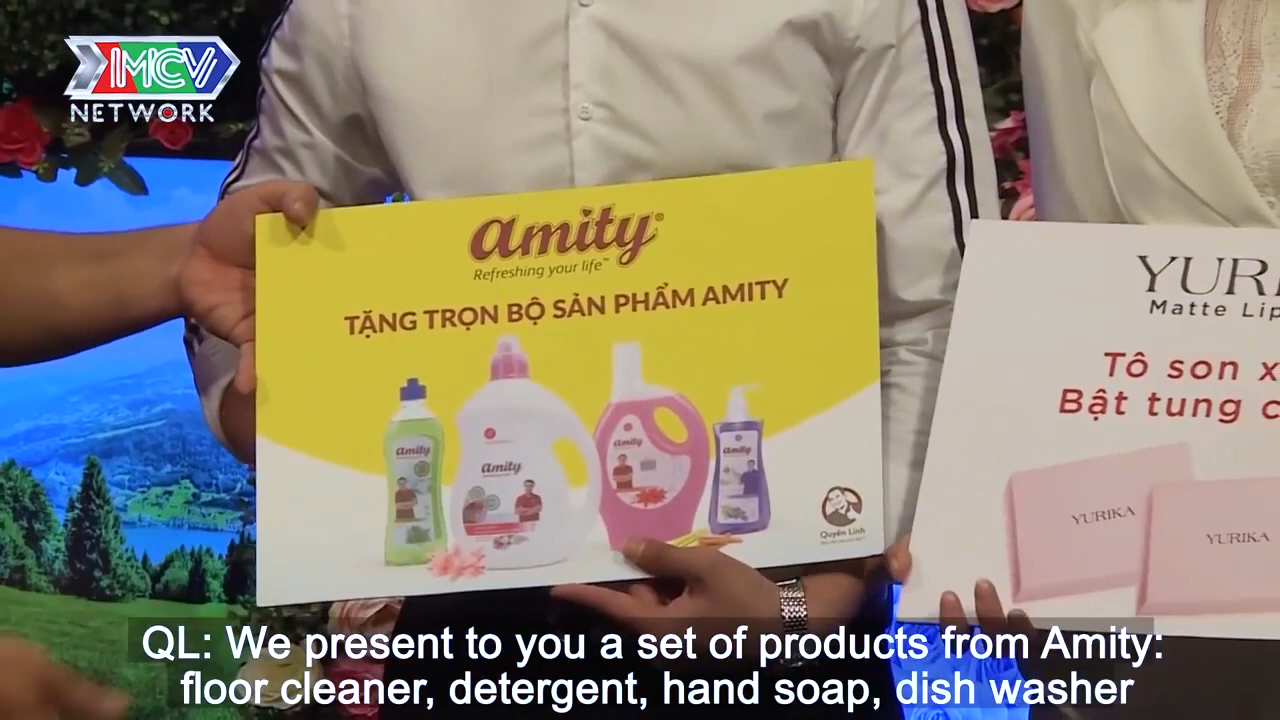 MCV
NETWORK
amity®
Refreshing your life™
TẶNG TRỌN BỘ SẢN PHẨM AMITY
amity
amity
amity
amity
Quyền Linh
YURI
Matte Lip
Tô son x
Bật tung c
YURIKA
YURIKA
QL: We present to you a set of products from Amity:
floor cleaner, detergent, hand soap, dish washer